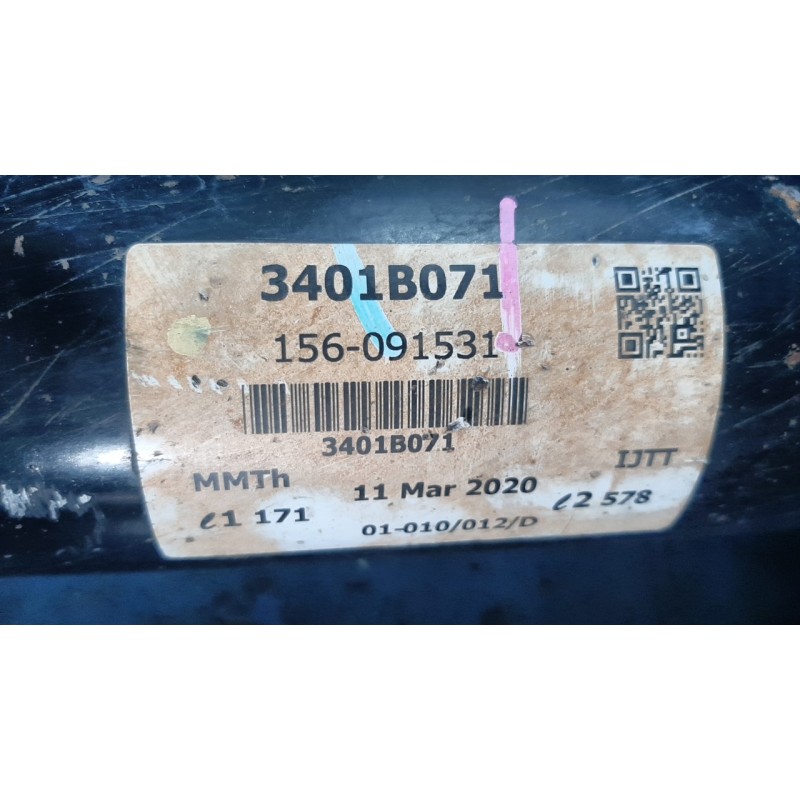 3401B071
156-091531
3401B071
MMTh 11 Mar 2020 IJTT
ℓ1 171 01-010/012/D ℓ2 578